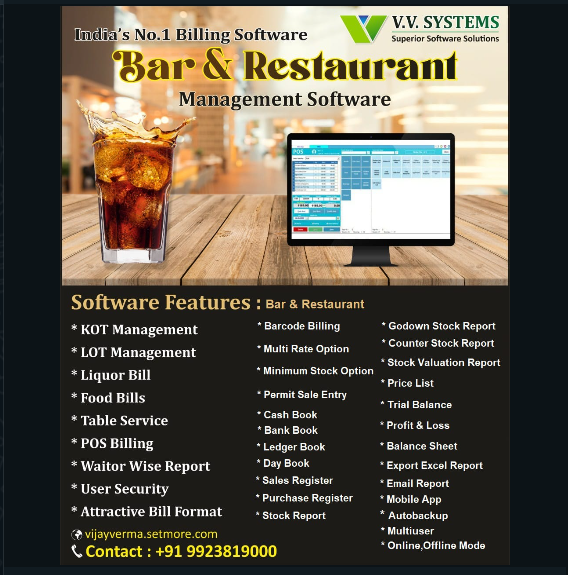 India's No.1 Billing Software
V.V. SYSTEMS
Superior Software Solutions
Bar & Restaurant
Management Software
POS
Software Features : Bar & Restaurant
* KOT Management
* LOT Management
* Liquor Bill
* Food Bills
* Table Service
* POS Billing
* Waitor Wise Report
* User Security
* Attractive Bill Format
* Barcode Billing
* Multi Rate Option
* Minimum Stock Option
* Permit Sale Entry
* Cash Book
* Bank Book
* Ledger Book
* Day Book
* Sales Register
* Purchase Register
* Stock Report
* Godown Stock Report
* Counter Stock Report
* Stock Valuation Report
* Price List
* Trial Balance
* Profit & Loss
* Balance Sheet
* Export Excel Report
* Email Report
* Mobile App
* Autobackup
* Multiuser
* Online,Offline Mode
vijayverma.setmore.com
Contact : +91 9923819000